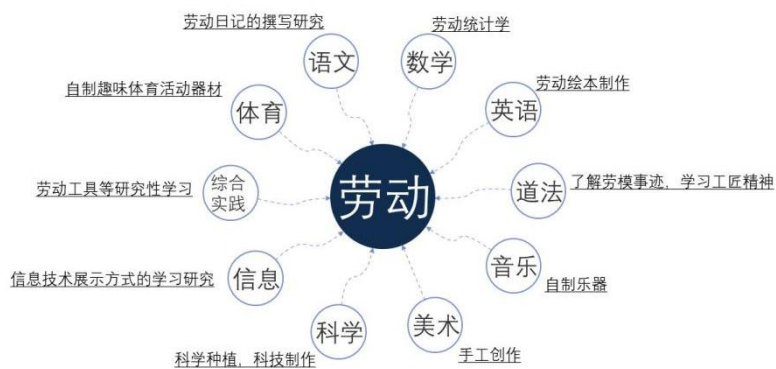 劳动日记的撰写研究
语文
劳动统计学
数学
自制趣味体育活动器材
体育
劳动绘本制作
英语
劳动工具等研究性学习
综合
实践
劳动
道法
了解劳模事迹，学习工匠精神
信息技术展示方式的学习研究
信息
音乐
自制乐器
科学
科学种植，科技制作
美术
手工创作